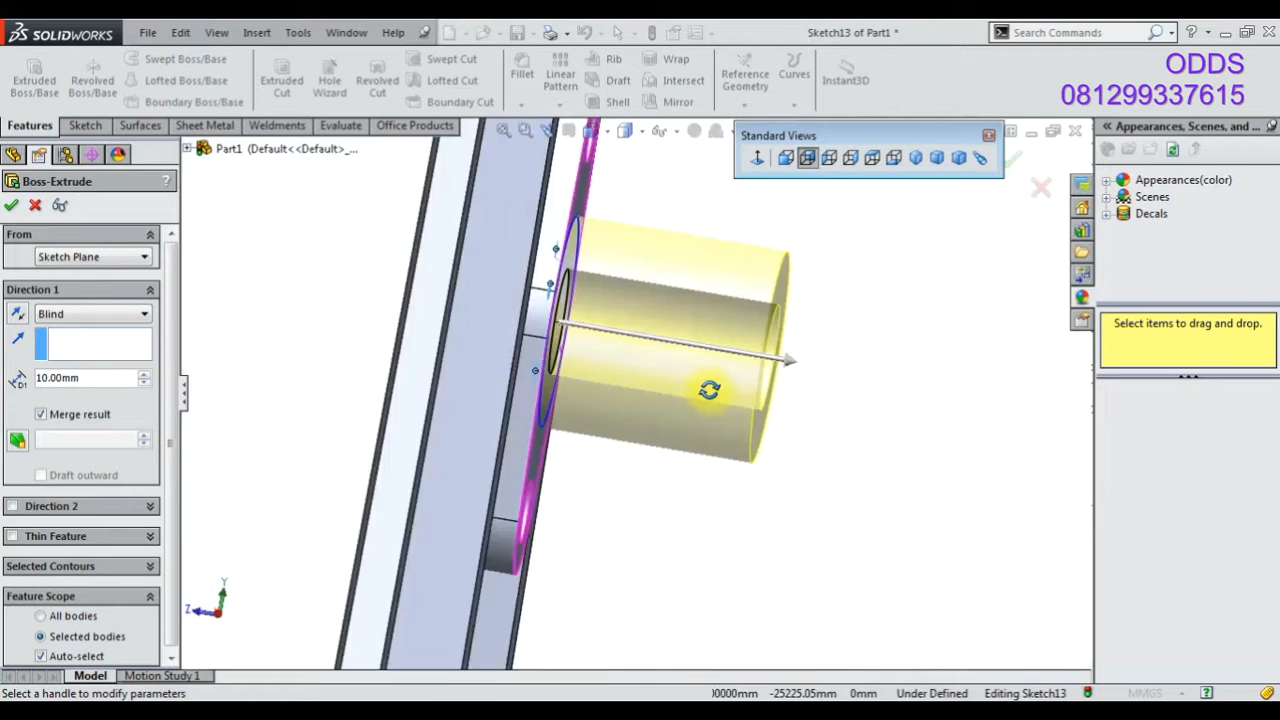 SOLIDWORKS File Edit View Insert Tools Window Help Sketch13 of Part1 * Search Commands
ODDS
081299337615
Extruded Boss/Base Revolved Boss/Base Swept Boss/Base Lofted Boss/Base Boundary Boss/Base Extruded Cut Hole Wizard Revolved Cut Swept Cut Lofted Cut Boundary Cut Fillet Linear Pattern Rib Draft Shell Wrap Intersect Mirror Reference Geometry Curves Instant3D
Features Sketch Surfaces Sheet Metal Weldments Evaluate Office Products
Standard Views
Appearances, Scenes, and...
Part1 (Default<<Default>_...
Boss-Extrude ?
From
Sketch Plane
Direction 1
Blind
10.00mm
Merge result
Draft outward
Direction 2
Thin Feature
Selected Contours
Feature Scope
All bodies
Selected bodies
Auto-select
Appearances(color)
Scenes
Decals
Select items to drag and drop.
Y
Z
Model Motion Study 1
Select a handle to modify parameters -25225.05mm 0mm Under Defined Editing Sketch13 MMGS